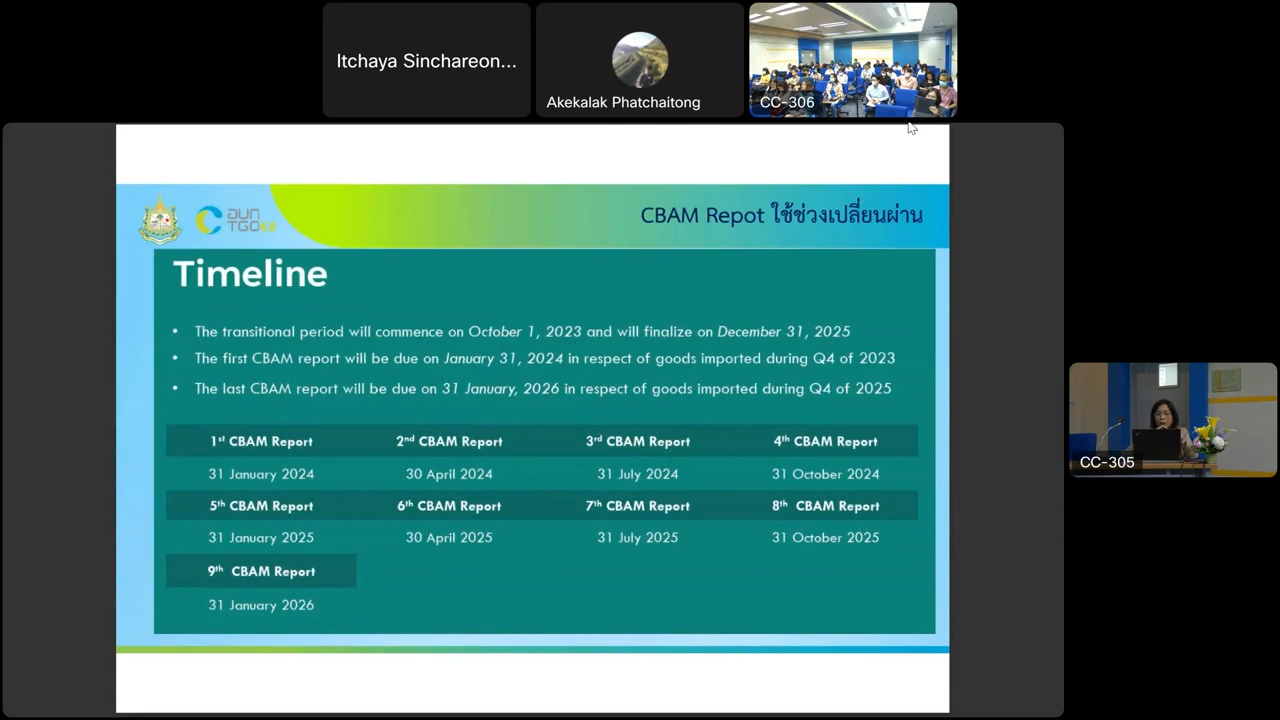 Itchaya Sinchareon...
Akekalak Phatchaitong
CC-306
CBAM Repot ใช้ช่วงเปลี่ยนผ่าน
Timeline
• The transitional period will commence on October 1, 2023 and will finalize on December 31, 2025
• The first CBAM report will be due on January 31, 2024 in respect of goods imported during Q4 of 2023
• The last CBAM report will be due on 31 January, 2026 in respect of goods imported during Q4 of 2025
1st CBAM Report 2nd CBAM Report 3rd CBAM Report 4th CBAM Report
31 January 2024 30 April 2024 31 July 2024 31 October 2024
5th CBAM Report 6th CBAM Report 7th CBAM Report 8th CBAM Report
31 January 2025 30 April 2025 31 July 2025 31 October 2025
9th CBAM Report
31 January 2026
CC-305